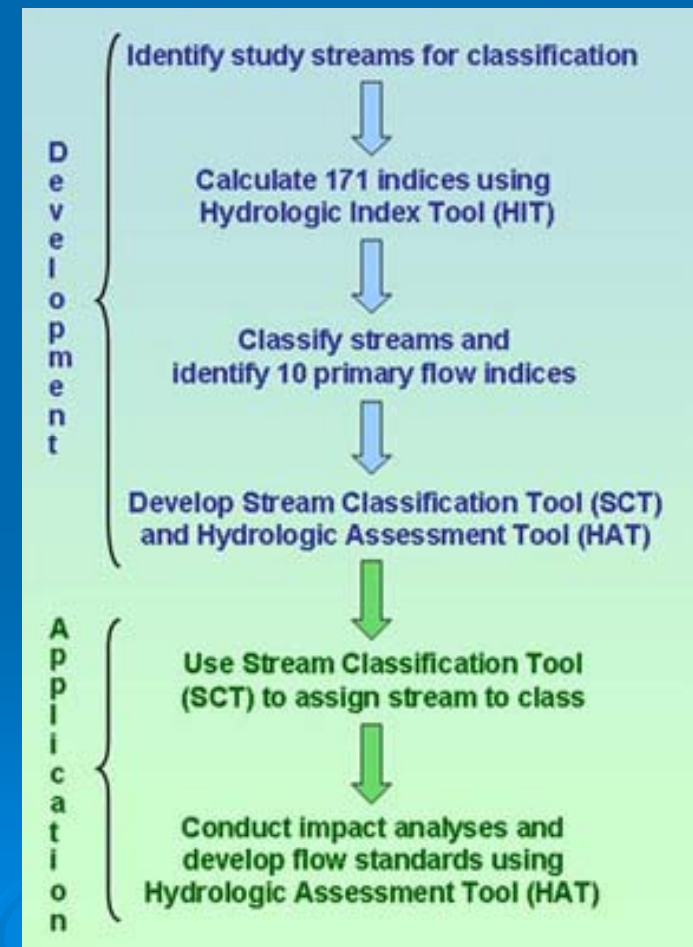 Development
Identify study streams for classification
Calculate 171 indices using
Hydrologic Index Tool (HIT)
Classify streams and
identify 10 primary flow indices
Develop Stream Classification Tool (SCT)
and Hydrologic Assessment Tool (HAT)
Application
Use Stream Classification Tool
(SCT) to assign stream to class
Conduct impact analyses and
develop flow standards using
Hydrologic Assessment Tool (HAT)